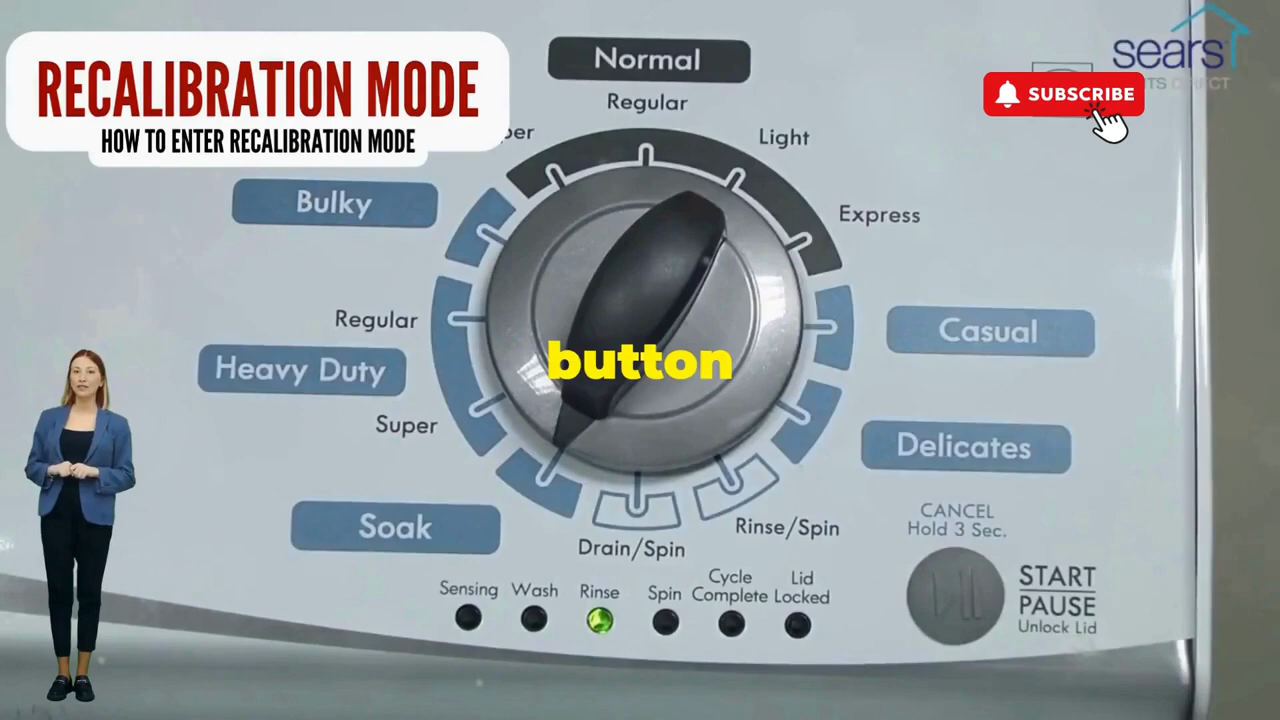 RECALIBRATION MODE
HOW TO ENTER RECALIBRATION MODE
Normal
sears
SUBSCRIBE
Regular
Light
Bulky
Express
Regular
Casual
button
Heavy Duty
Super
Delicates
CANCEL
Hold 3 Sec.
Soak
Rinse/Spin
Drain/Spin
Sensing Wash Rinse Spin Cycle Complete Lid Locked
START
PAUSE
Unlock Lid